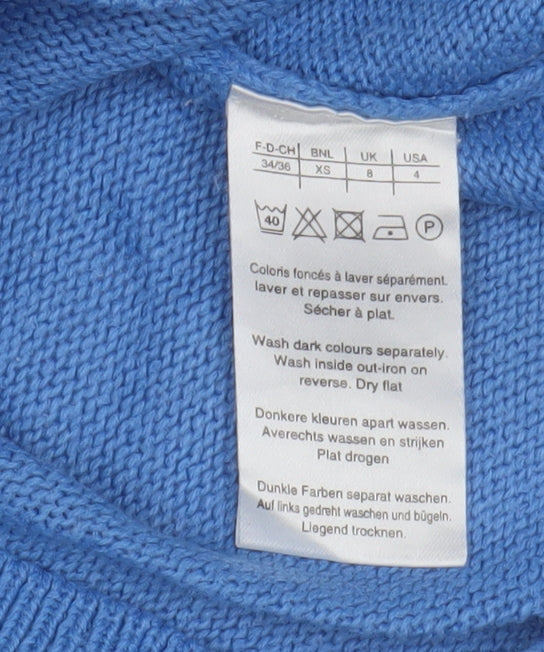 F-D-CH BNL UK USA
34/36 XS 8 4
40 P
Coloris foncés à laver séparément.
laver et repasser sur envers.
Sécher à plat.
Wash dark colours separately.
Wash inside out-iron on
reverse. Dry flat
Donkere kleuren apart wassen.
Averechts wassen en strijken
Plat drogen
Dunkle Farben separat waschen.
Auf links gedreht waschen und bügeln.
Liegend trocknen.